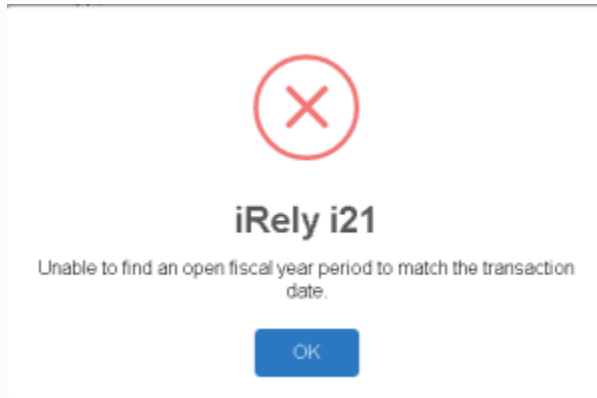 iRely i21
Unable to find an open fiscal year period to match the transaction
date.
OK